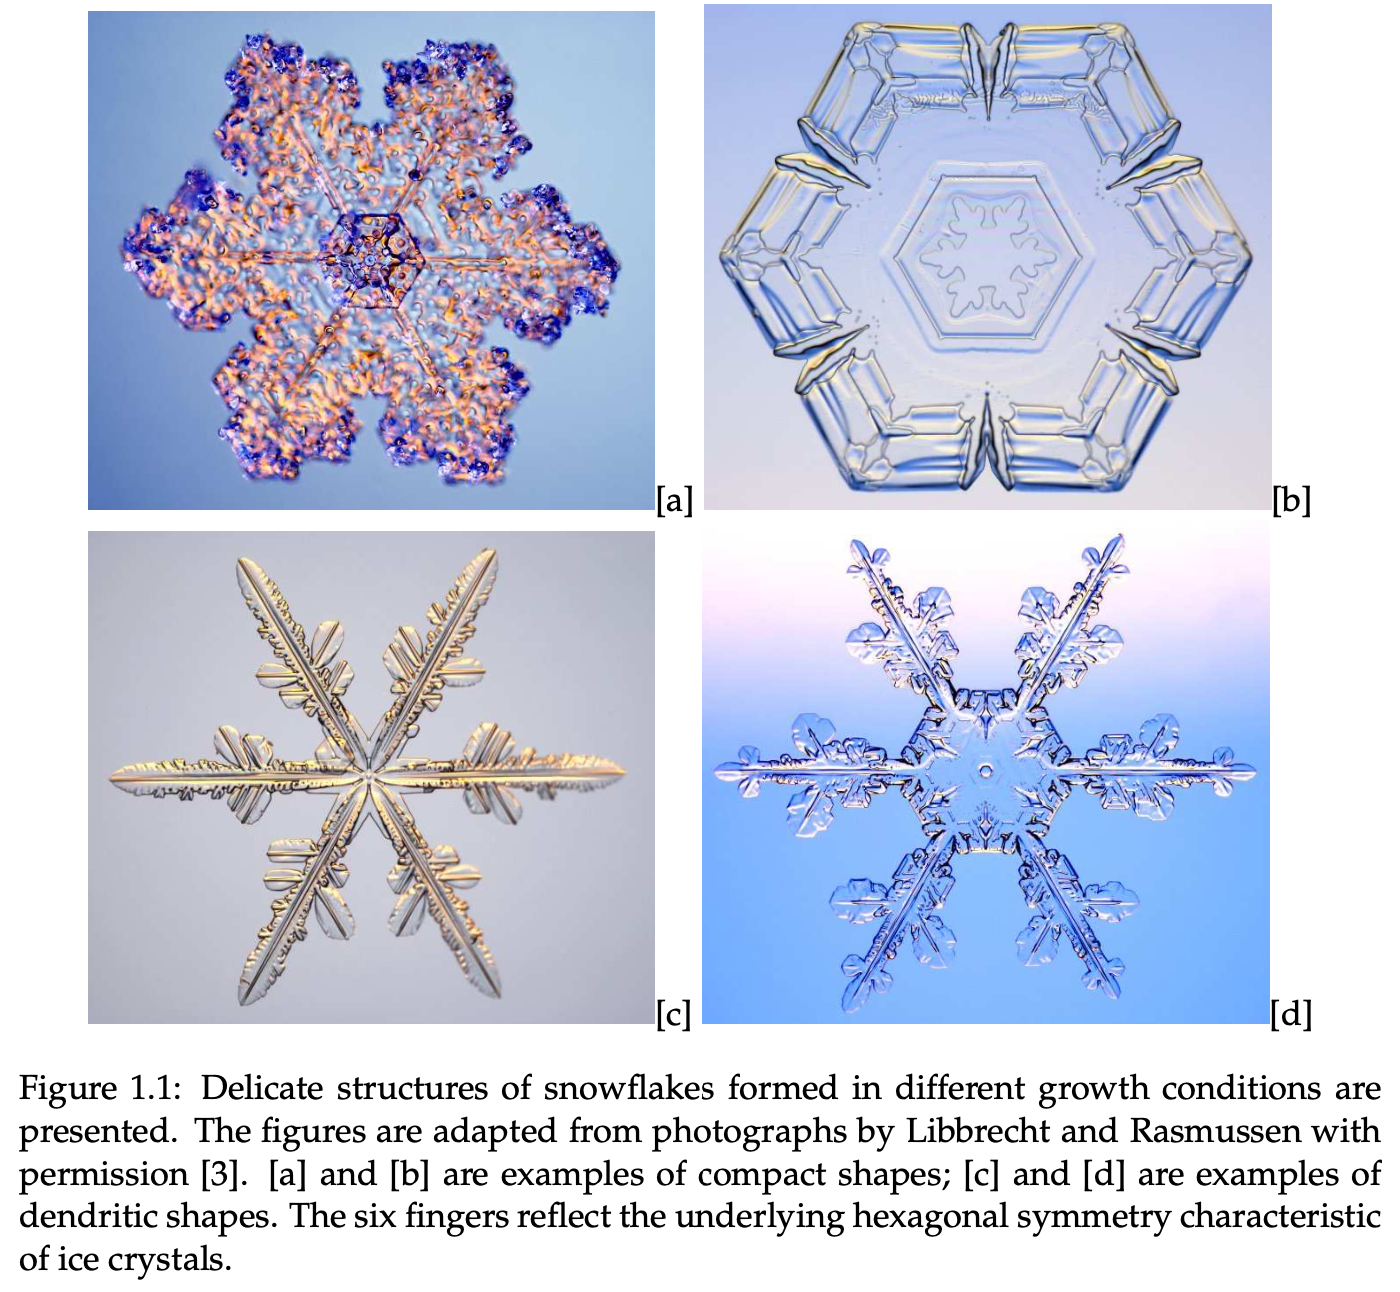 [a]
[b]
[c]
[d]
Figure 1.1: Delicate structures of snowflakes formed in different growth conditions are
presented. The figures are adapted from photographs by Libbrecht and Rasmussen with
permission [3]. [a] and [b] are examples of compact shapes; [c] and [d] are examples of
dendritic shapes. The six fingers reflect the underlying hexagonal symmetry characteristic
of ice crystals.